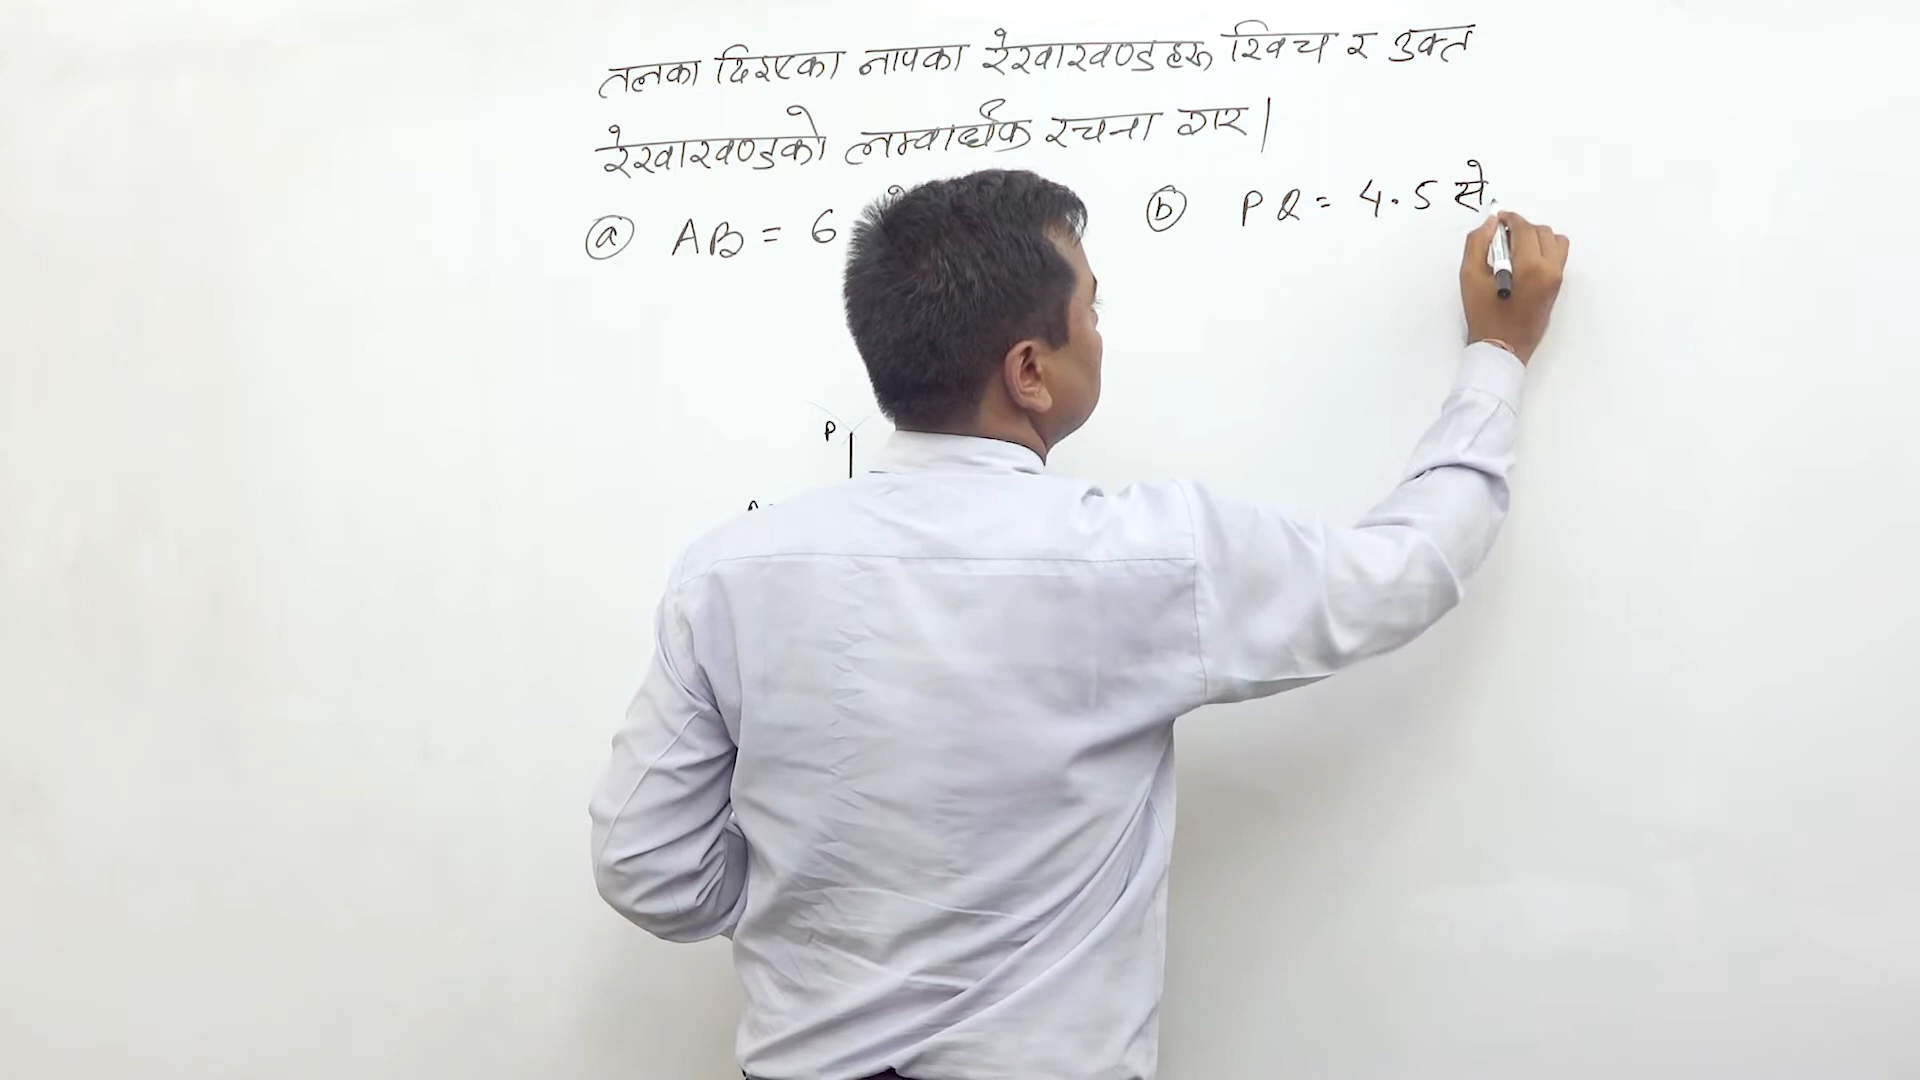 तलका दिइएका नापका रेखाखण्डहरू खिच र उक्त
रेखाखण्डको लम्बार्धक रचना गर।
ⓐ AB = 6 ⓑ PQ = 4.5 से.
P